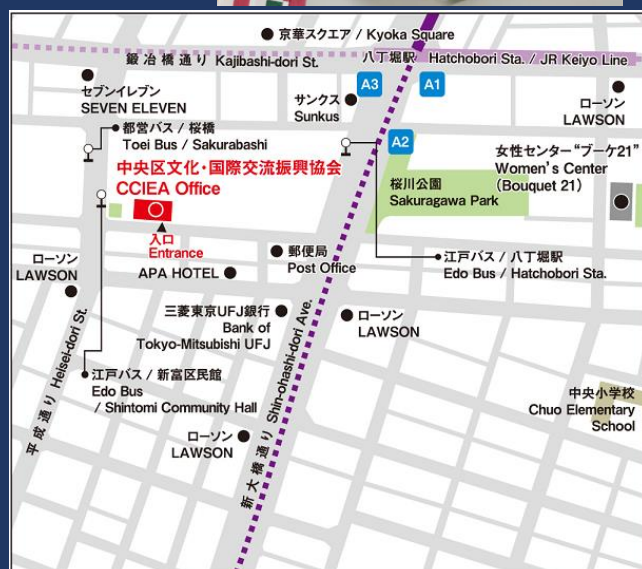 京華スクエア / Kyoka Square
鍛冶橋通り Kajibashi-dori St.
八丁堀駅 Hatchobori Sta. / JR Keiyo Line
A3
A1
セブンイレブン
SEVEN ELEVEN
サンクス
Sunkus
ローソン
LAWSON
都営バス / 桜橋
Toei Bus / Sakurabashi
A2
女性センター“ブーケ21”
Women's Center
(Bouquet 21)
中央区文化・国際交流振興協会
CCIEA Office
桜川公園
Sakuragawa Park
入口
Entrance
郵便局
Post Office
江戸バス / 八丁堀駅
Edo Bus / Hatchobori Sta.
ローソン
LAWSON
APA HOTEL
三菱東京UFJ銀行
Bank of
Tokyo-Mitsubishi UFJ
ローソン
LAWSON
平成通り Heisei-dori St.
新大橋通り Shin-ohashi-dori Ave.
江戸バス / 新富区民館
Edo Bus
/ Shintomi Community Hall
中央小学校
Chuo Elementary
School
ローソン
LAWSON